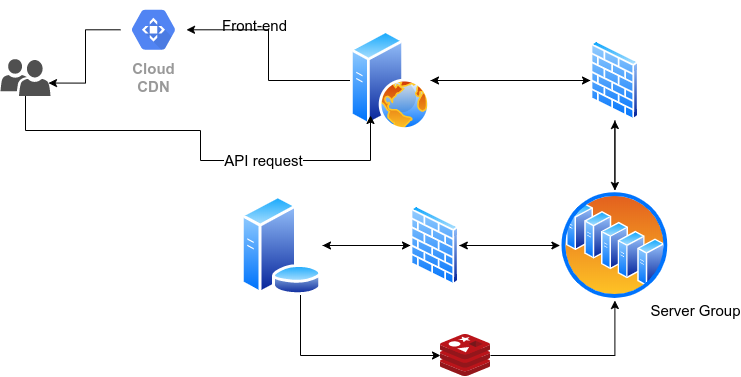 Front-end
Cloud
CDN
API request
Server Group